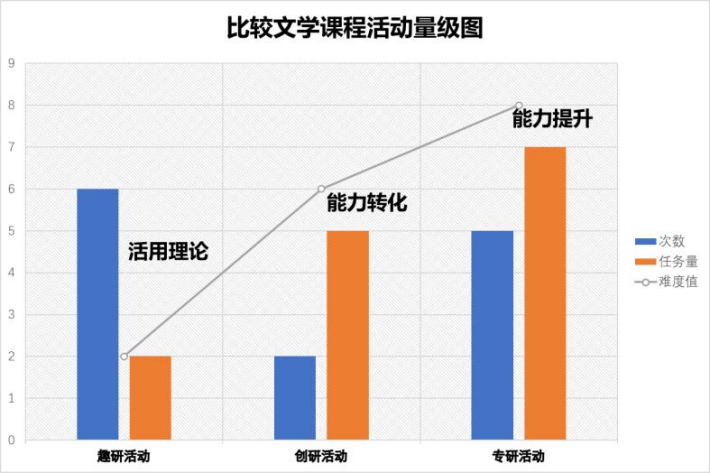 比较文学课程活动量级图
9
8
7
6
5
4
3
2
1
0
能力提升
能力转化
活用理论
次数
任务量
难度值
趣研活动
创研活动
专研活动